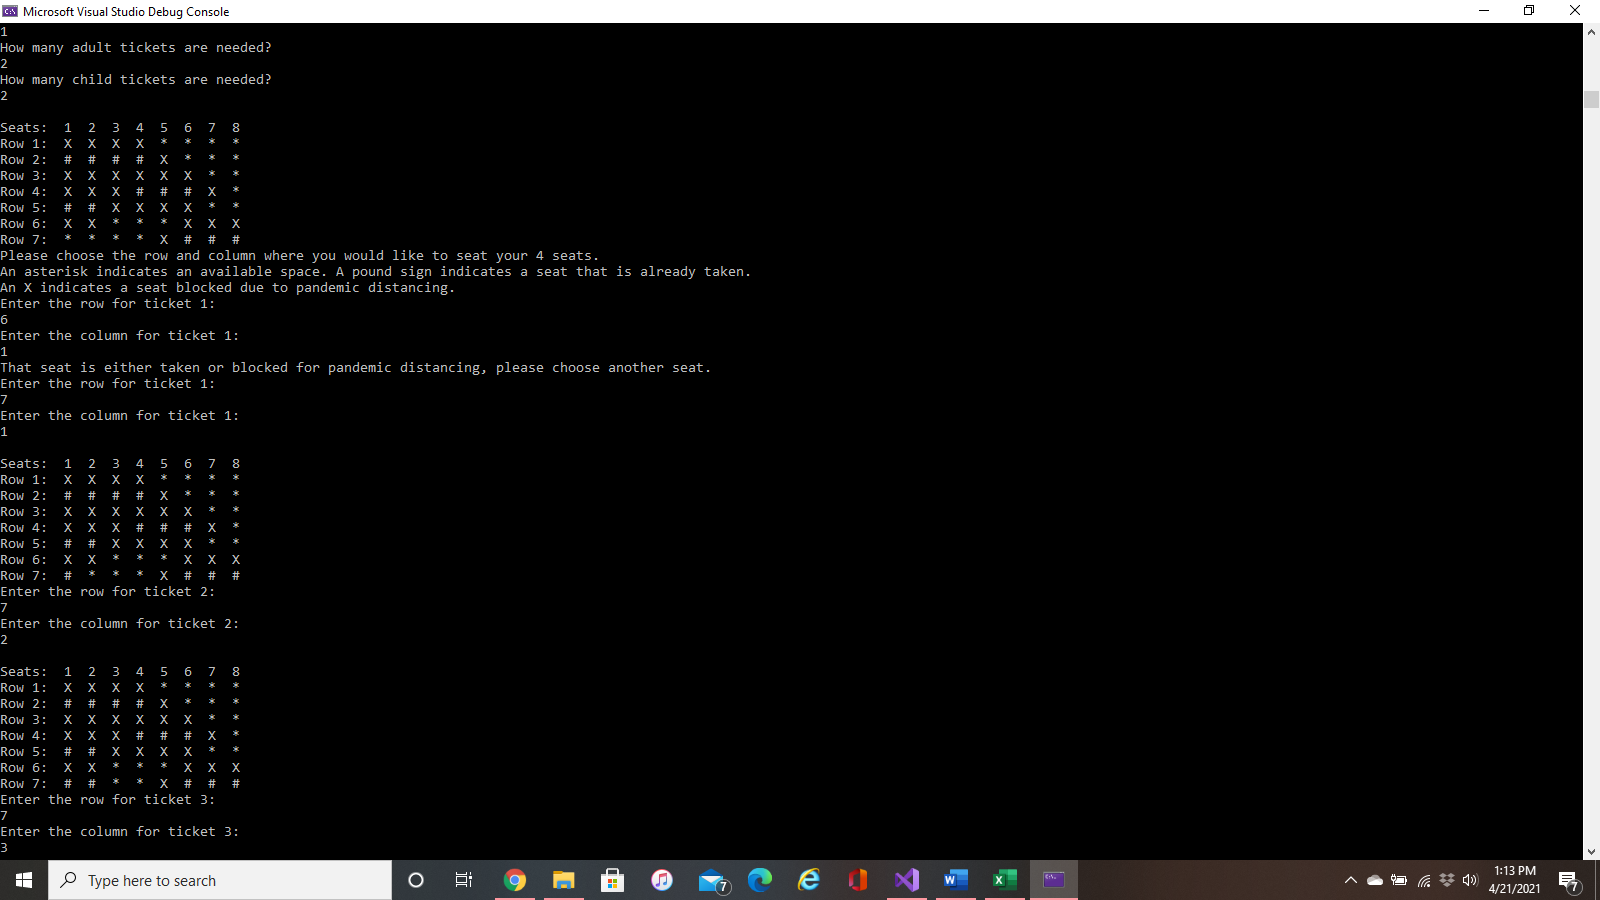 Microsoft Visual Studio Debug Console
1
How many adult tickets are needed?
2
How many child tickets are needed?
2
Seats:  1  2  3  4  5  6  7  8
Row 1:  X  X  X  X  *  *  *  *
Row 2:  #  #  #  #  X  *  *  *
Row 3:  X  X  X  X  X  X  *  *
Row 4:  X  X  X  #  #  #  X  *
Row 5:  #  #  X  X  X  X  *  *
Row 6:  X  X  *  *  *  X  X  X
Row 7:  *  *  *  *  X  #  #  #
Please choose the row and column where you would like to seat your 4 seats.
An asterisk indicates an available space. A pound sign indicates a seat that is already taken.
An X indicates a seat blocked due to pandemic distancing.
Enter the row for ticket 1:
6
Enter the column for ticket 1:
1
That seat is either taken or blocked for pandemic distancing, please choose another seat.
Enter the row for ticket 1:
7
Enter the column for ticket 1:
1
Seats:  1  2  3  4  5  6  7  8
Row 1:  X  X  X  X  *  *  *  *
Row 2:  #  #  #  #  X  *  *  *
Row 3:  X  X  X  X  X  X  *  *
Row 4:  X  X  X  #  #  #  X  *
Row 5:  #  #  X  X  X  X  *  *
Row 6:  X  X  *  *  *  X  X  X
Row 7:  #  *  *  *  X  #  #  #
Enter the row for ticket 2:
7
Enter the column for ticket 2:
2
Seats:  1  2  3  4  5  6  7  8
Row 1:  X  X  X  X  *  *  *  *
Row 2:  #  #  #  #  X  *  *  *
Row 3:  X  X  X  X  X  X  *  *
Row 4:  X  X  X  #  #  #  X  *
Row 5:  #  #  X  X  X  X  *  *
Row 6:  X  X  *  *  *  X  X  X
Row 7:  #  #  *  *  X  #  #  #
Enter the row for ticket 3:
7
Enter the column for ticket 3:
3
Type here to search
7
1:13 PM
4/21/2021
7